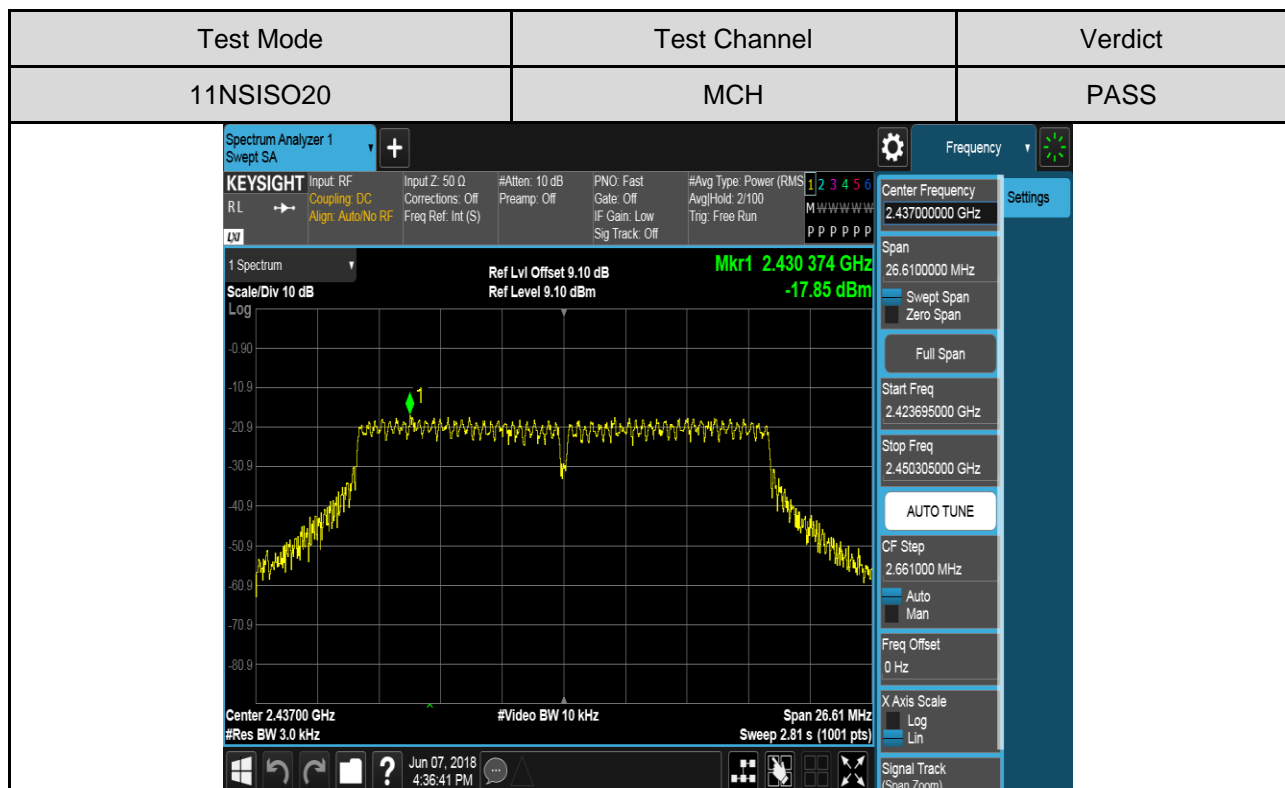 Test Mode Test Channel Verdict
11NSISO20 MCH PASS
Spectrum Analyzer 1
Swept SA
+
Frequency
KEYSIGHT
RL
LXI
Input: RF
Coupling: DC
Align: Auto/No RF
Input Z: 50 Ω
Corrections: Off
Freq Ref: Int (S)
#Atten: 10 dB
Preamp: Off
PNO: Fast
Gate: Off
IF Gain: Low
Sig Track: Off
#Avg Type: Power (RMS
Avg|Hold: 2/100
Trig: Free Run
1 2 3 4 5 6
M W W W W W
P P P P P P
1 Spectrum
Scale/Div 10 dB
Log
Ref Lvl Offset 9.10 dB
Ref Level 9.10 dBm
Mkr1 2.430 374 GHz
-17.85 dBm
1
-0.90
-10.9
-20.9
-30.9
-40.9
-50.9
-60.9
-70.9
-80.9
Center 2.43700 GHz
#Res BW 3.0 kHz
#Video BW 10 kHz
Span 26.61 MHz
Sweep 2.81 s (1001 pts)
?
Jun 07, 2018
4:36:41 PM
Center Frequency
2.437000000 GHz
Settings
Span
26.6100000 MHz
Swept Span
Zero Span
Full Span
Start Freq
2.423695000 GHz
Stop Freq
2.450305000 GHz
AUTO TUNE
CF Step
2.661000 MHz
Auto
Man
Freq Offset
0 Hz
X Axis Scale
Log
Lin
Signal Track
(Span Zoom)